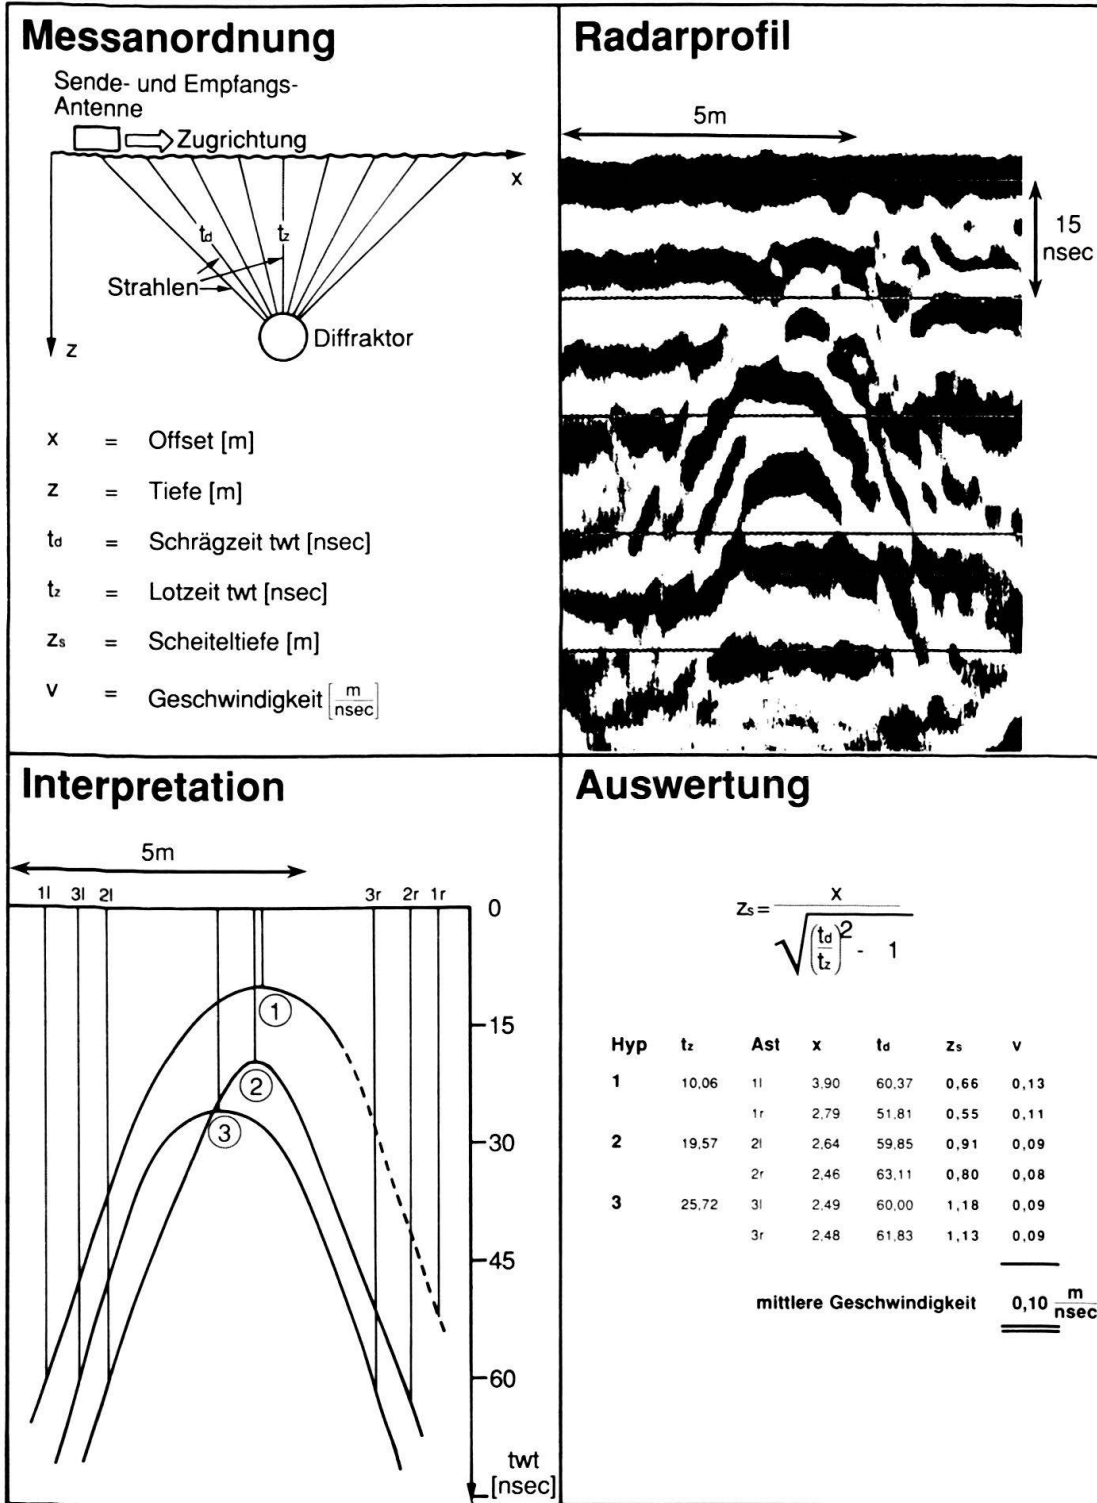 Messanordnung
Sende- und Empfangs-
Antenne
Zugrichtung
x
td
tz
Strahlen
Diffraktor
z
x = Offset [m]
z = Tiefe [m]
td = Schrägzeit twt [nsec]
tz = Lotzeit twt [nsec]
zs = Scheiteltiefe [m]
v = Geschwindigkeit [m/nsec]
Radarprofil
5m
15
nsec
Interpretation
5m
1l 3l 2l 3r 2r 1r
0
1
15
2
3
30
45
60
twt
[nsec]
Auswertung
zs = x / √((td/tz)2 - 1)
Hyp tz Ast x td zs v
1 10,06 1l 3,90 60,37 0,66 0,13
1r 2,79 51,81 0,55 0,11
2 19,57 2l 2,64 59,85 0,91 0,09
2r 2,46 63,11 0,80 0,08
3 25,72 3l 2,49 60,00 1,18 0,09
3r 2,48 61,83 1,13 0,09
mittlere Geschwindigkeit 0,10 m/nsec